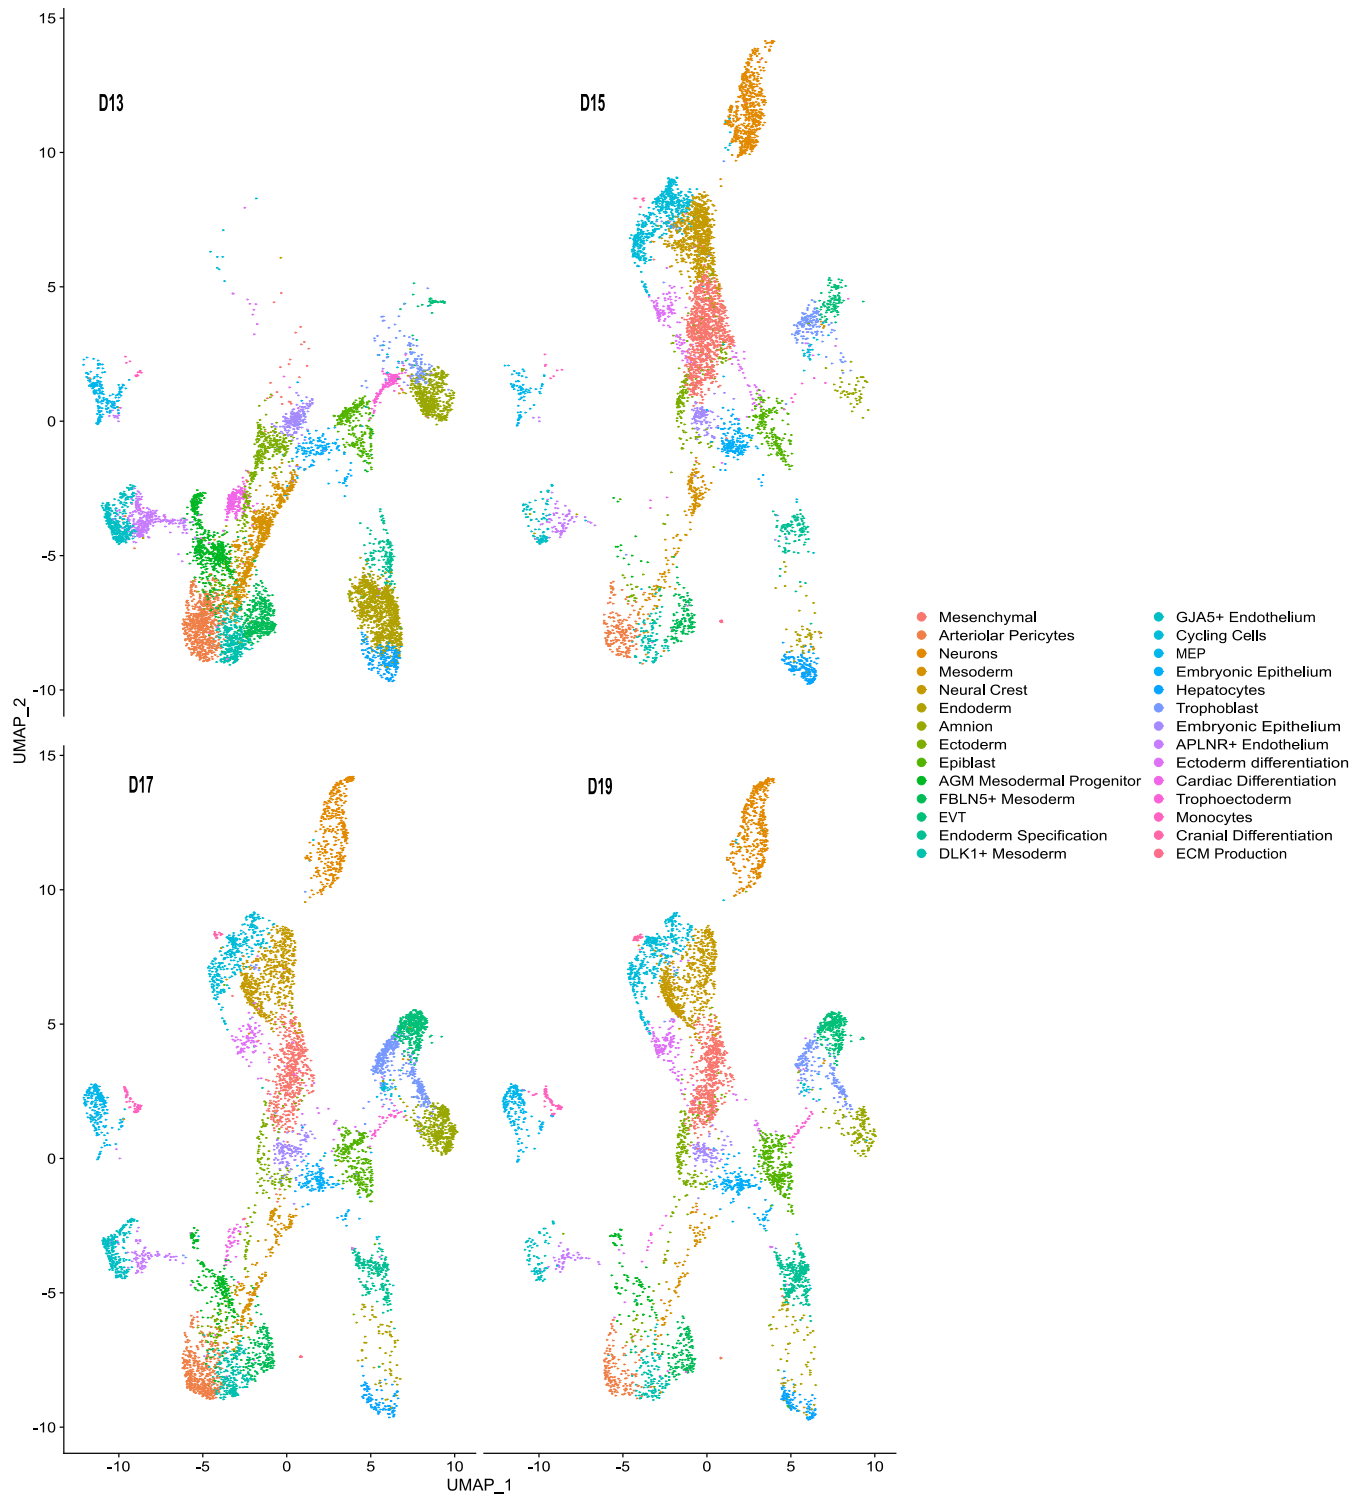 15
D13
D15
10
5
0
-5
-10
UMAP_2
Mesenchymal
Arteriolar Pericytes
Neurons
Mesoderm
Neural Crest
Endoderm
Amnion
Ectoderm
Epiblast
AGM Mesodermal Progenitor
FBLN5+ Mesoderm
EVT
Endoderm Specification
DLK1+ Mesoderm
GJA5+ Endothelium
Cycling Cells
MEP
Embryonic Epithelium
Hepatocytes
Trophoblast
Embryonic Epithelium
APLNR+ Endothelium
Ectoderm differentiation
Cardiac Differentiation
Trophoectoderm
Monocytes
Cranial Differentiation
ECM Production
15
D17
D19
10
5
0
-5
-10
-10 -5 0 5 10 -10 -5 0 5 10
UMAP_1